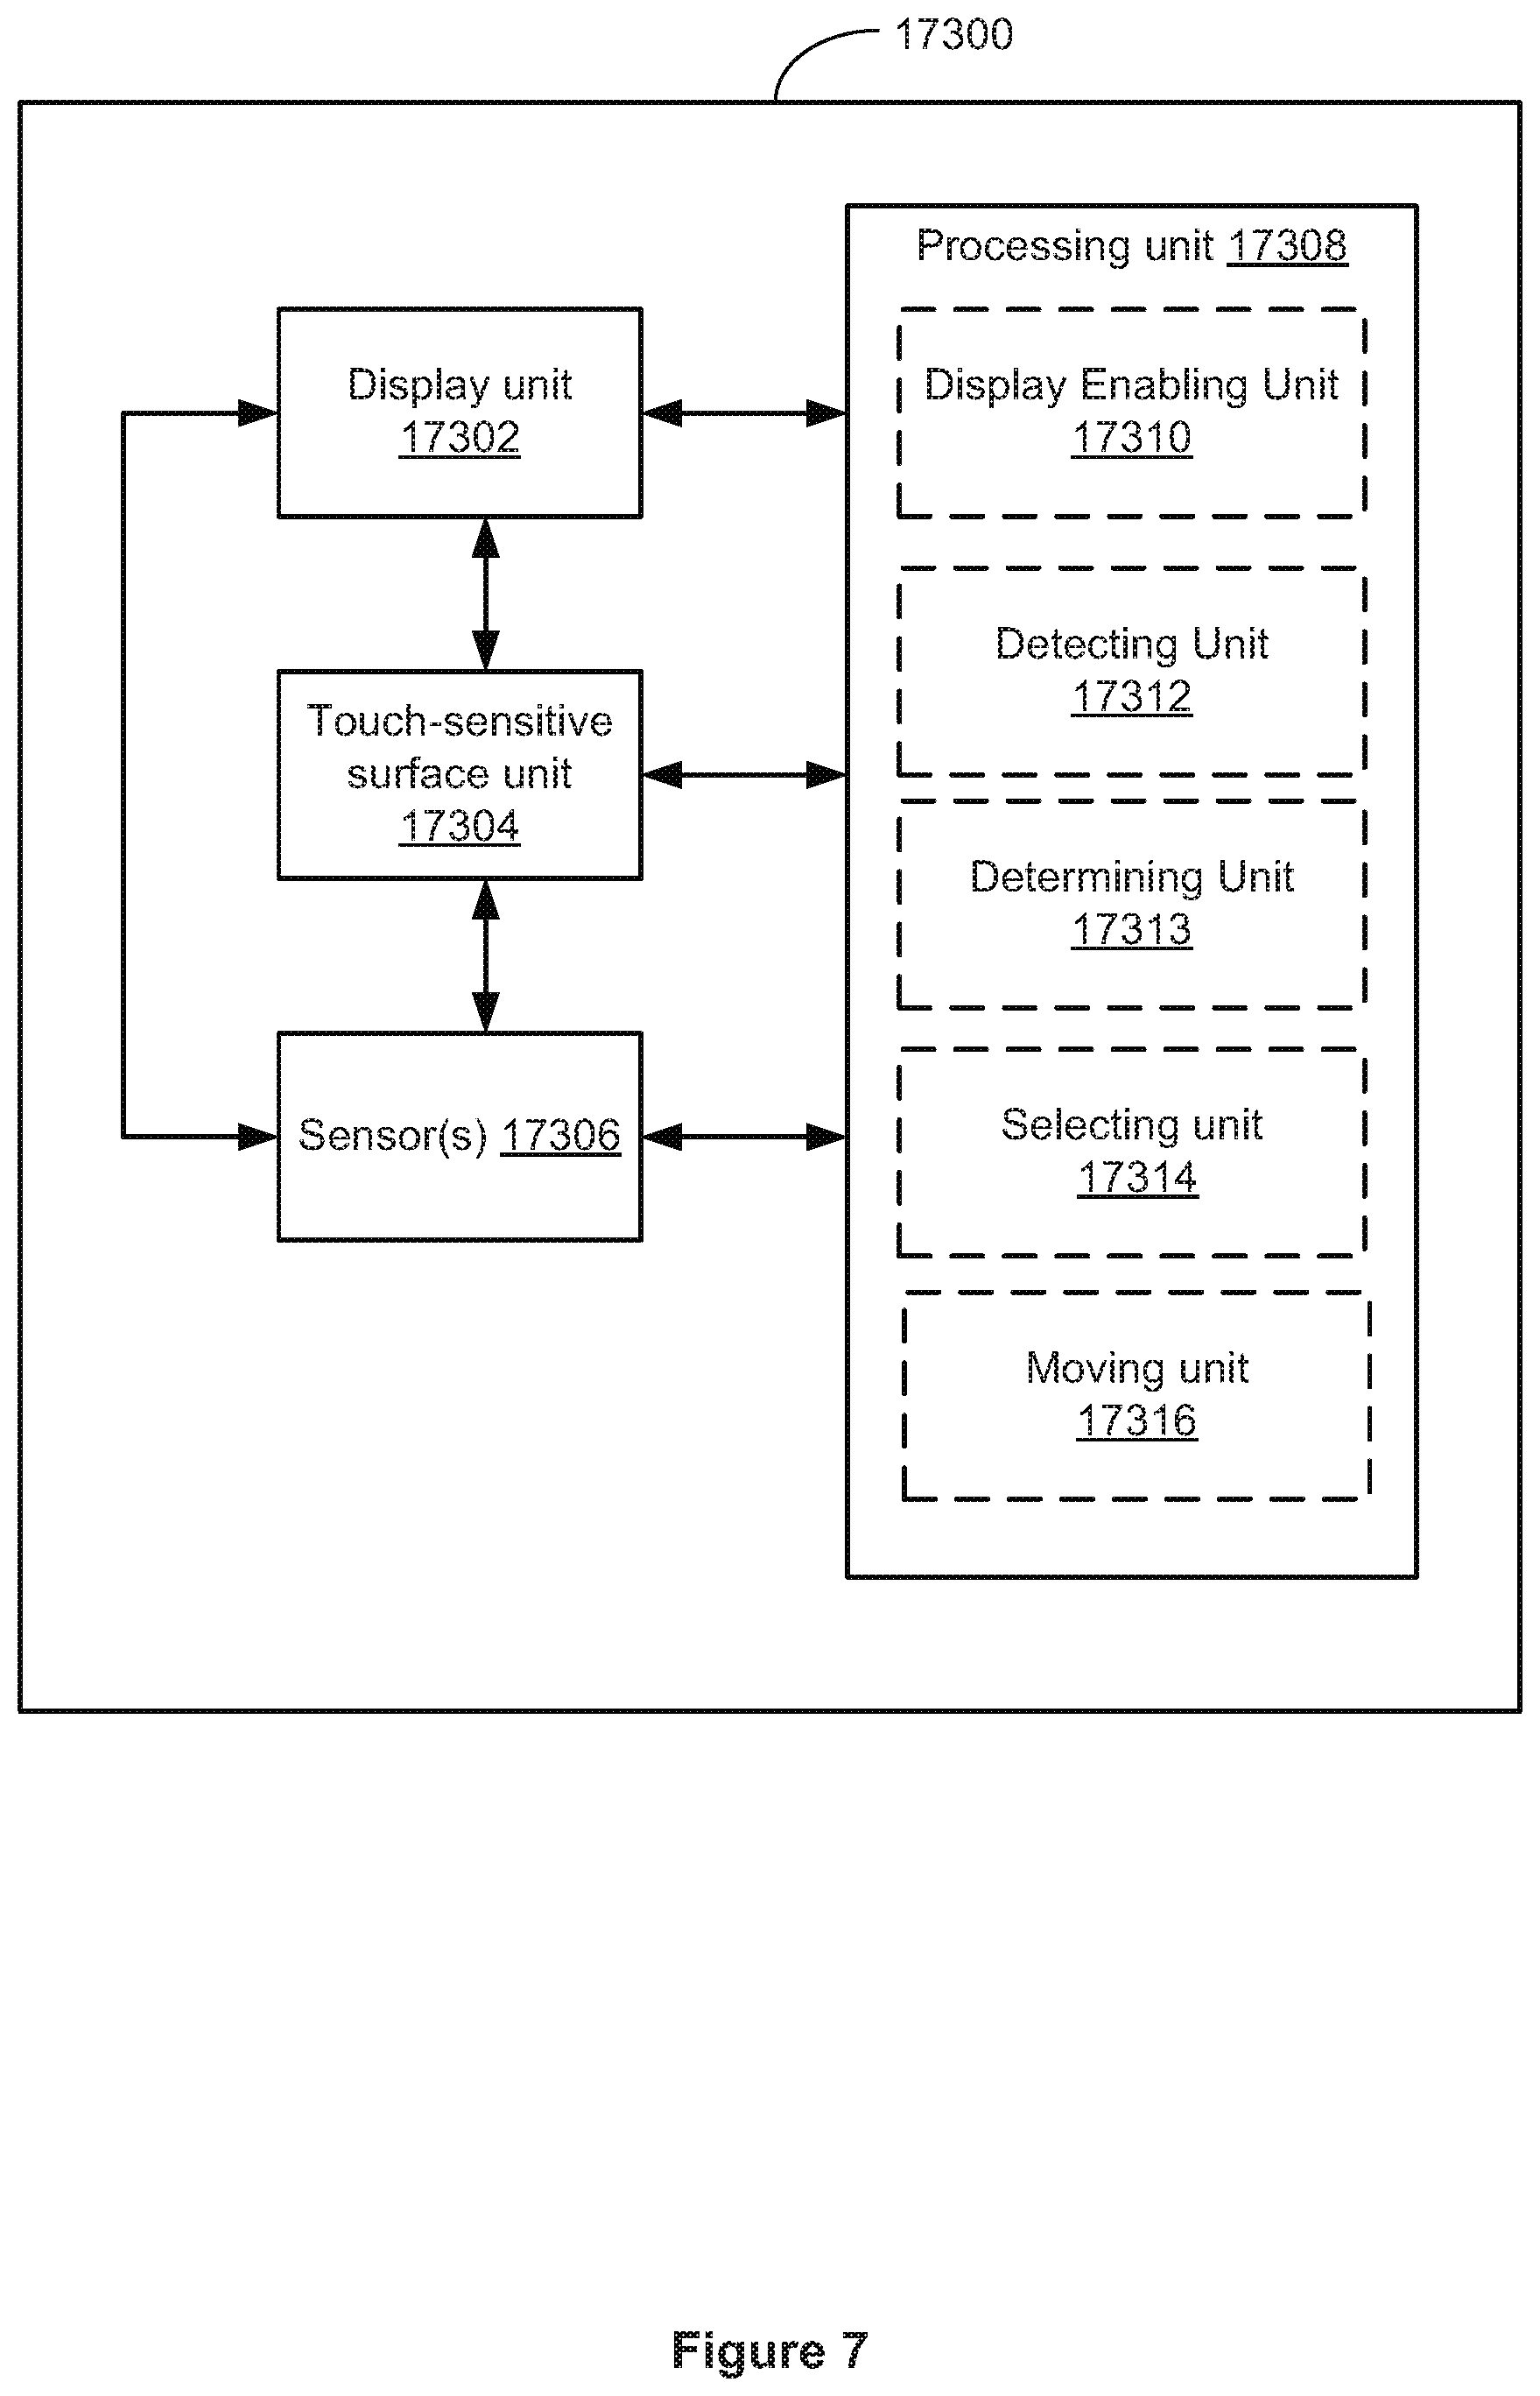 17300
Processing unit 17308
Display unit
17302
Display Enabling Unit
17310
Touch-sensitive
surface unit
17304
Detecting Unit
17312
Determining Unit
17313
Sensor(s) 17306
Selecting unit
17314
Moving unit
17316
Figure 7